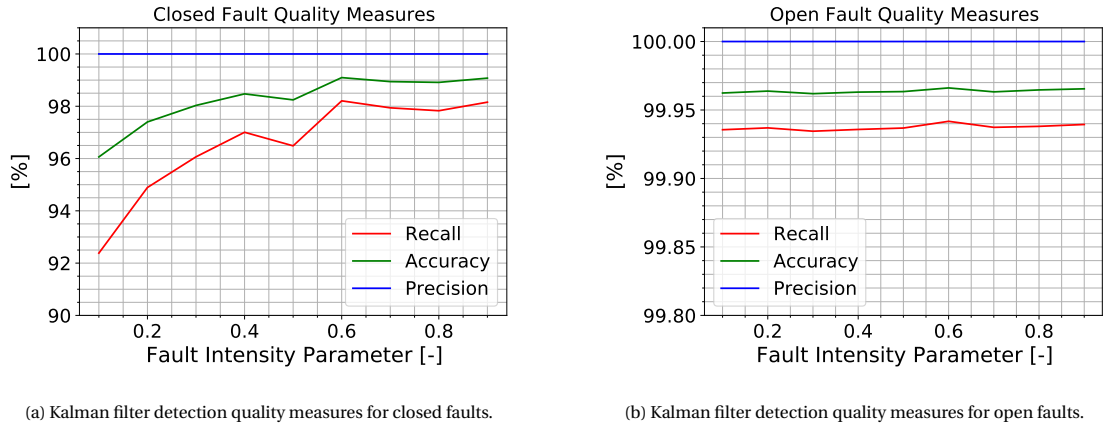 Closed Fault Quality Measures
100
98
96
94
92
90
[%]
0.2 0.4 0.6 0.8
Fault Intensity Parameter [-]
Recall
Accuracy
Precision
(a) Kalman filter detection quality measures for closed faults.
Open Fault Quality Measures
100.00
99.95
99.90
99.85
99.80
[%]
0.2 0.4 0.6 0.8
Fault Intensity Parameter [-]
Recall
Accuracy
Precision
(b) Kalman filter detection quality measures for open faults.